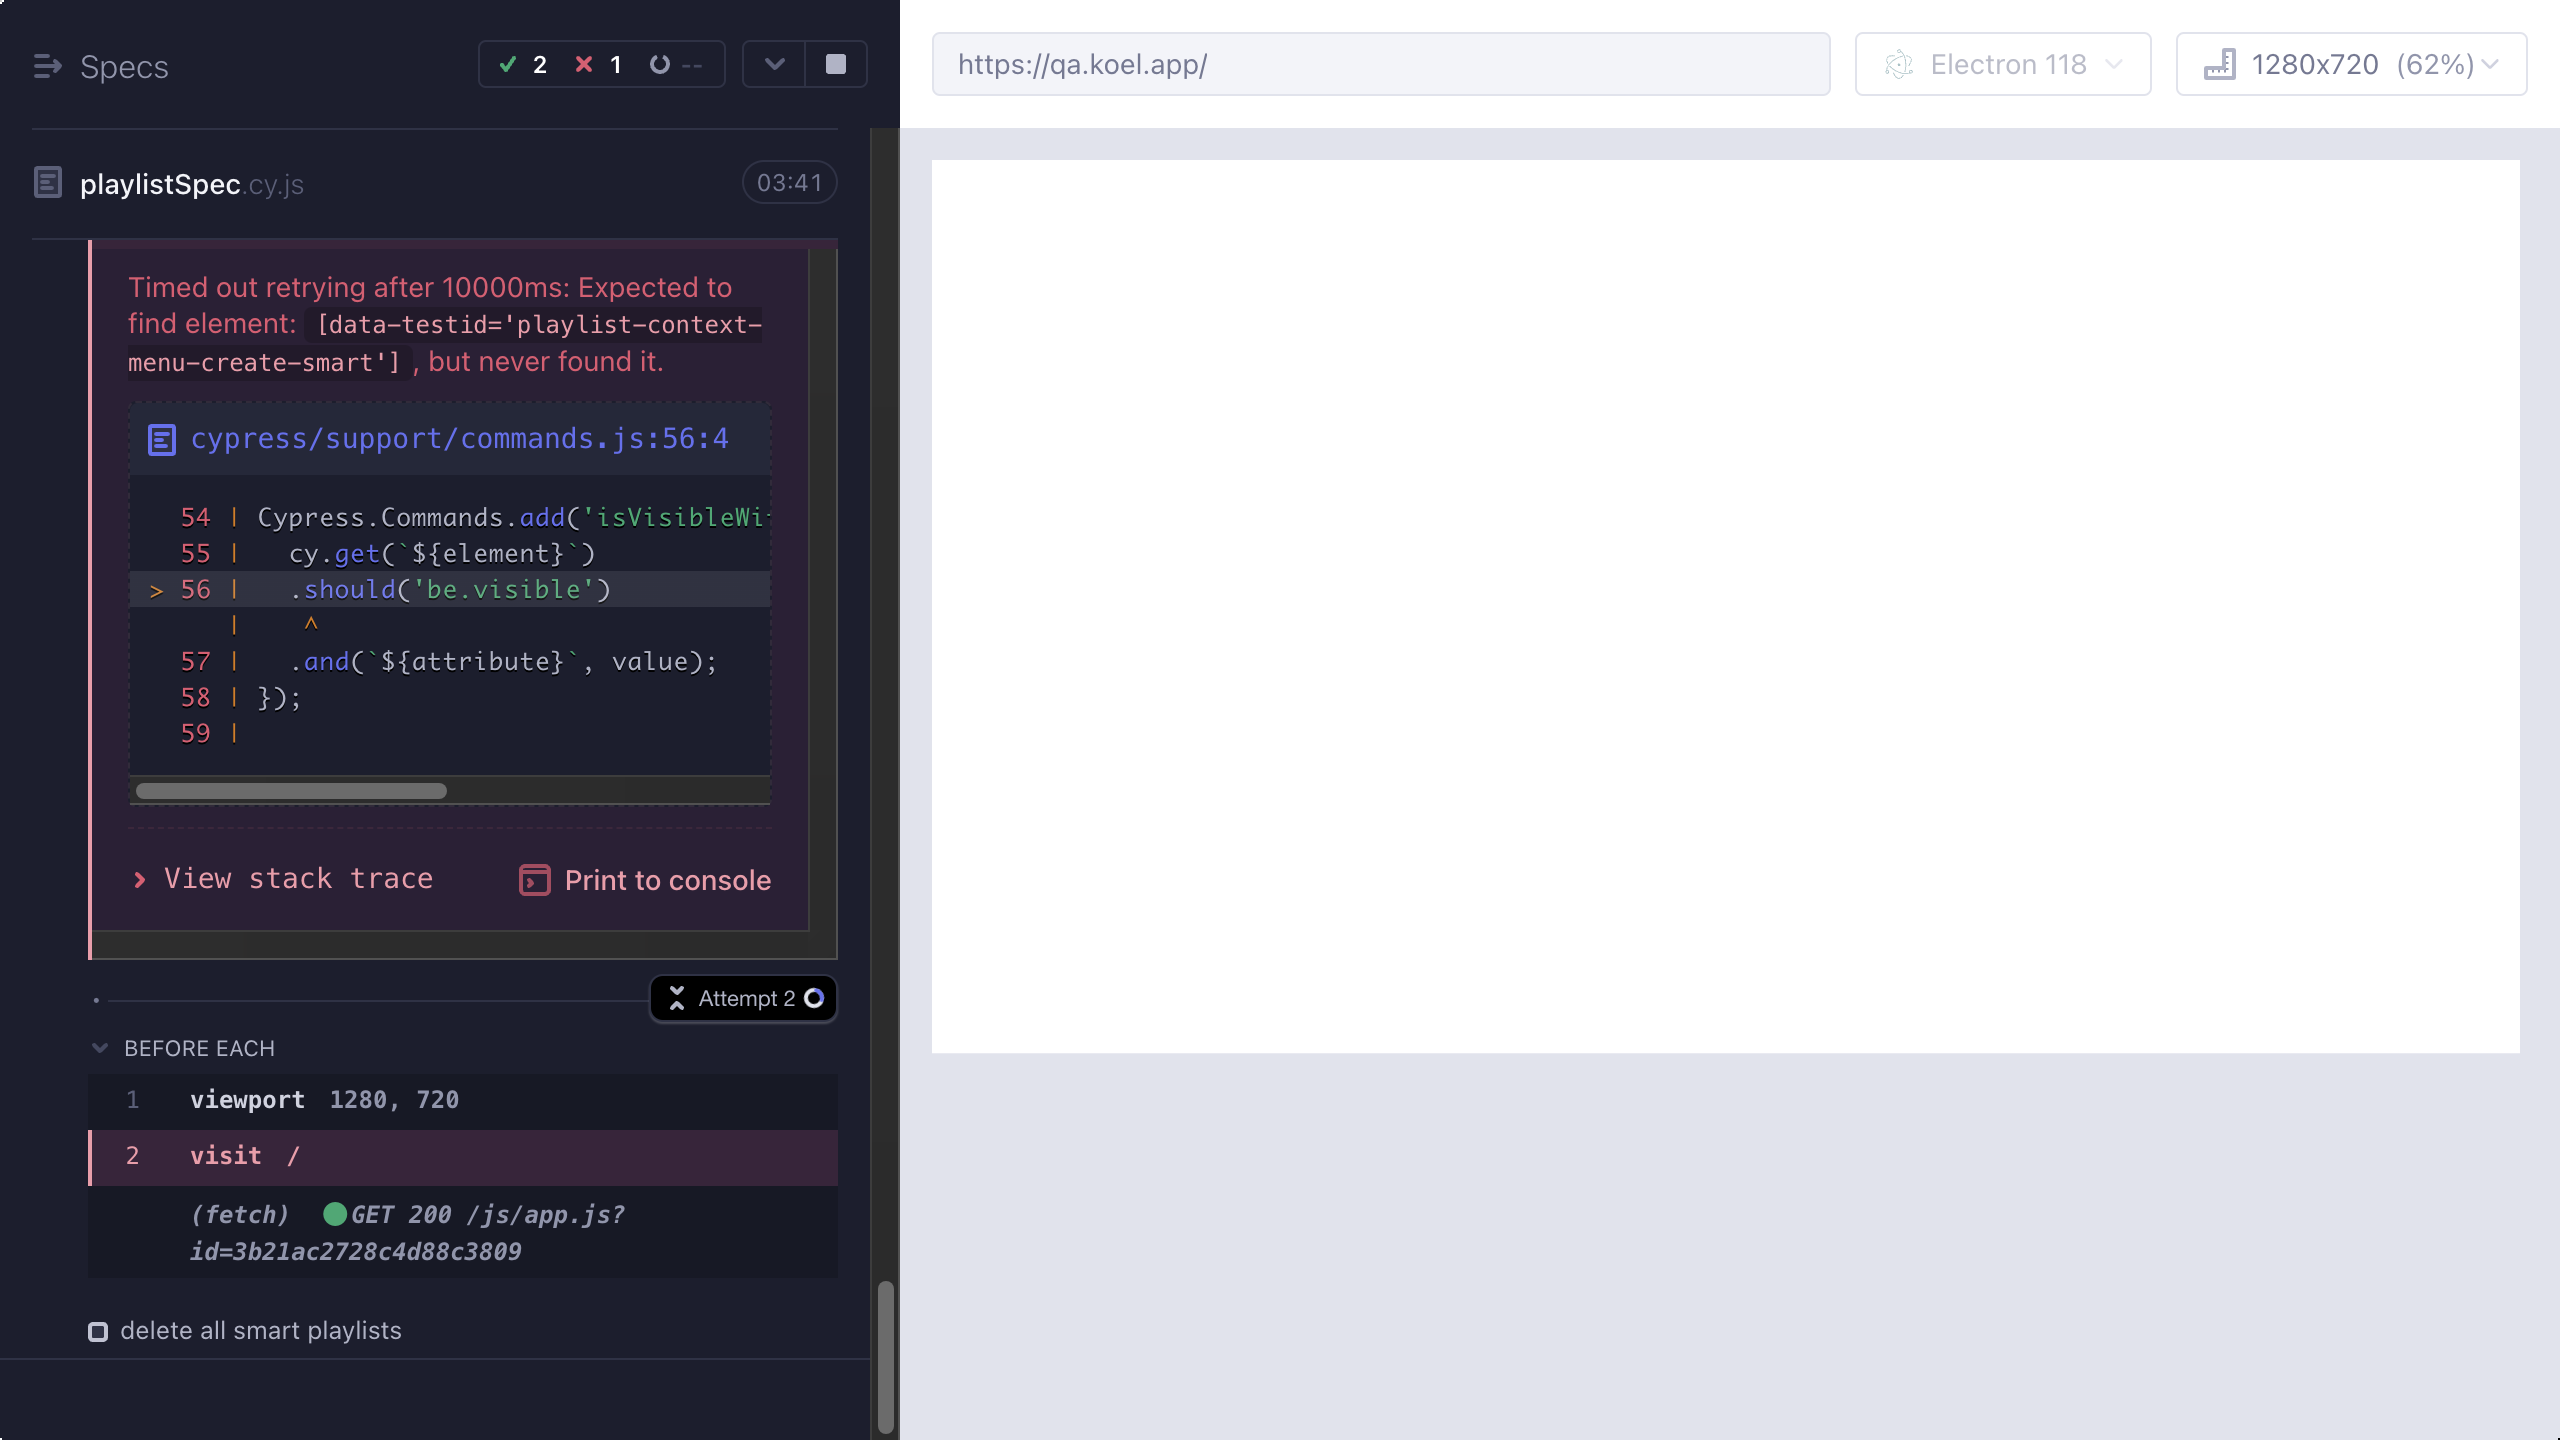 Specs
2 1 --
https://qa.koel.app/
Electron 118
1280x720 (62%)
playlistSpec.cy.js
03:41
Timed out retrying after 10000ms: Expected to
find element: [data-testid='playlist-context-
menu-create-smart'] , but never found it.
cypress/support/commands.js:56:4
54 | Cypress.Commands.add('isVisibleWi
55 | cy.get(`${element}`)
> 56 | .should('be.visible')
| ^
57 | .and(`${attribute}`, value);
58 | });
59 |
View stack trace
Print to console
Attempt 2
BEFORE EACH
1 viewport 1280, 720
2 visit /
(fetch) GET 200 /js/app.js?
id=3b21ac2728c4d88c3809
delete all smart playlists